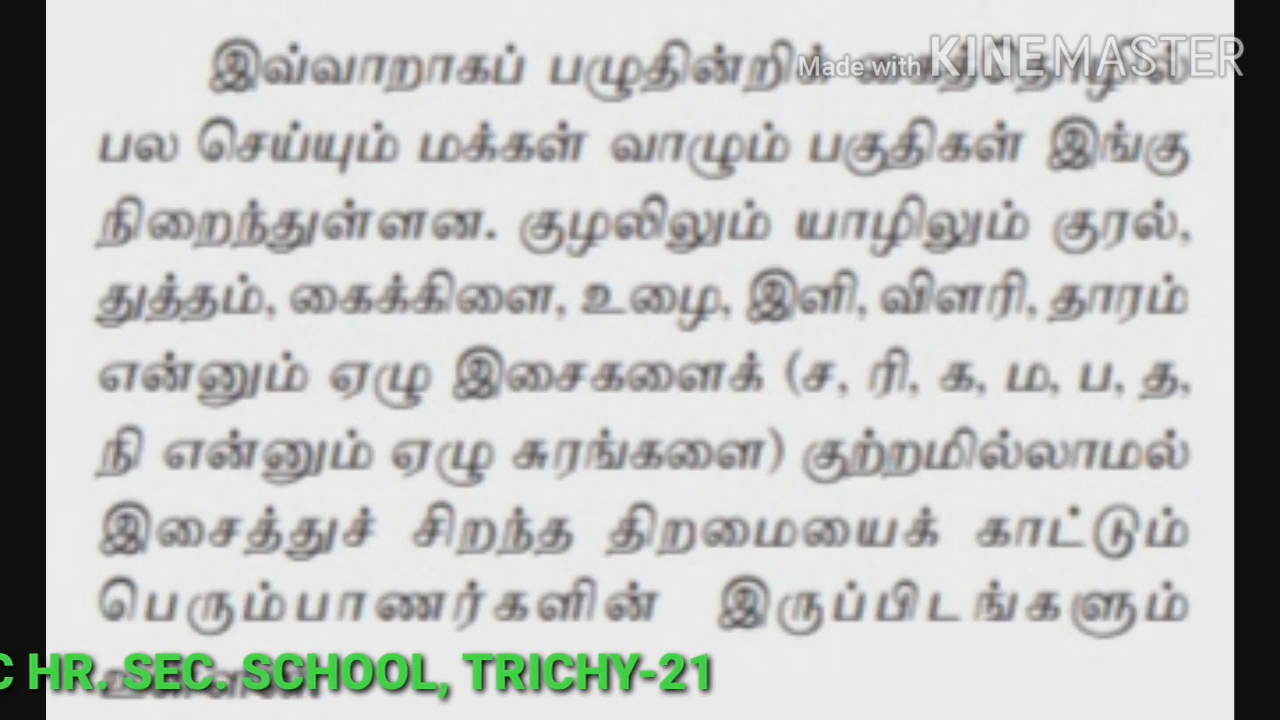 Made with KINEMASTER
இவ்வாறாகப் பழுதின்றிக் கைத்தொழில்
பல செய்யும் மக்கள் வாழும் பகுதிகள் இங்கு
நிறைந்துள்ளன. குழலிலும் யாழிலும் குரல்,
துத்தம், கைக்கிளை, உழை, இளி, விளரி, தாரம்
என்னும் ஏழு இசைகளைக் (ச, ரி, க, ம, ப, த,
நி என்னும் ஏழு சுரங்களை) குற்றமில்லாமல்
இசைத்துச் சிறந்த திறமையைக் காட்டும்
பெரும்பாணர்களின் இருப்பிடங்களும்
C HR. SEC. SCHOOL, TRICHY-21